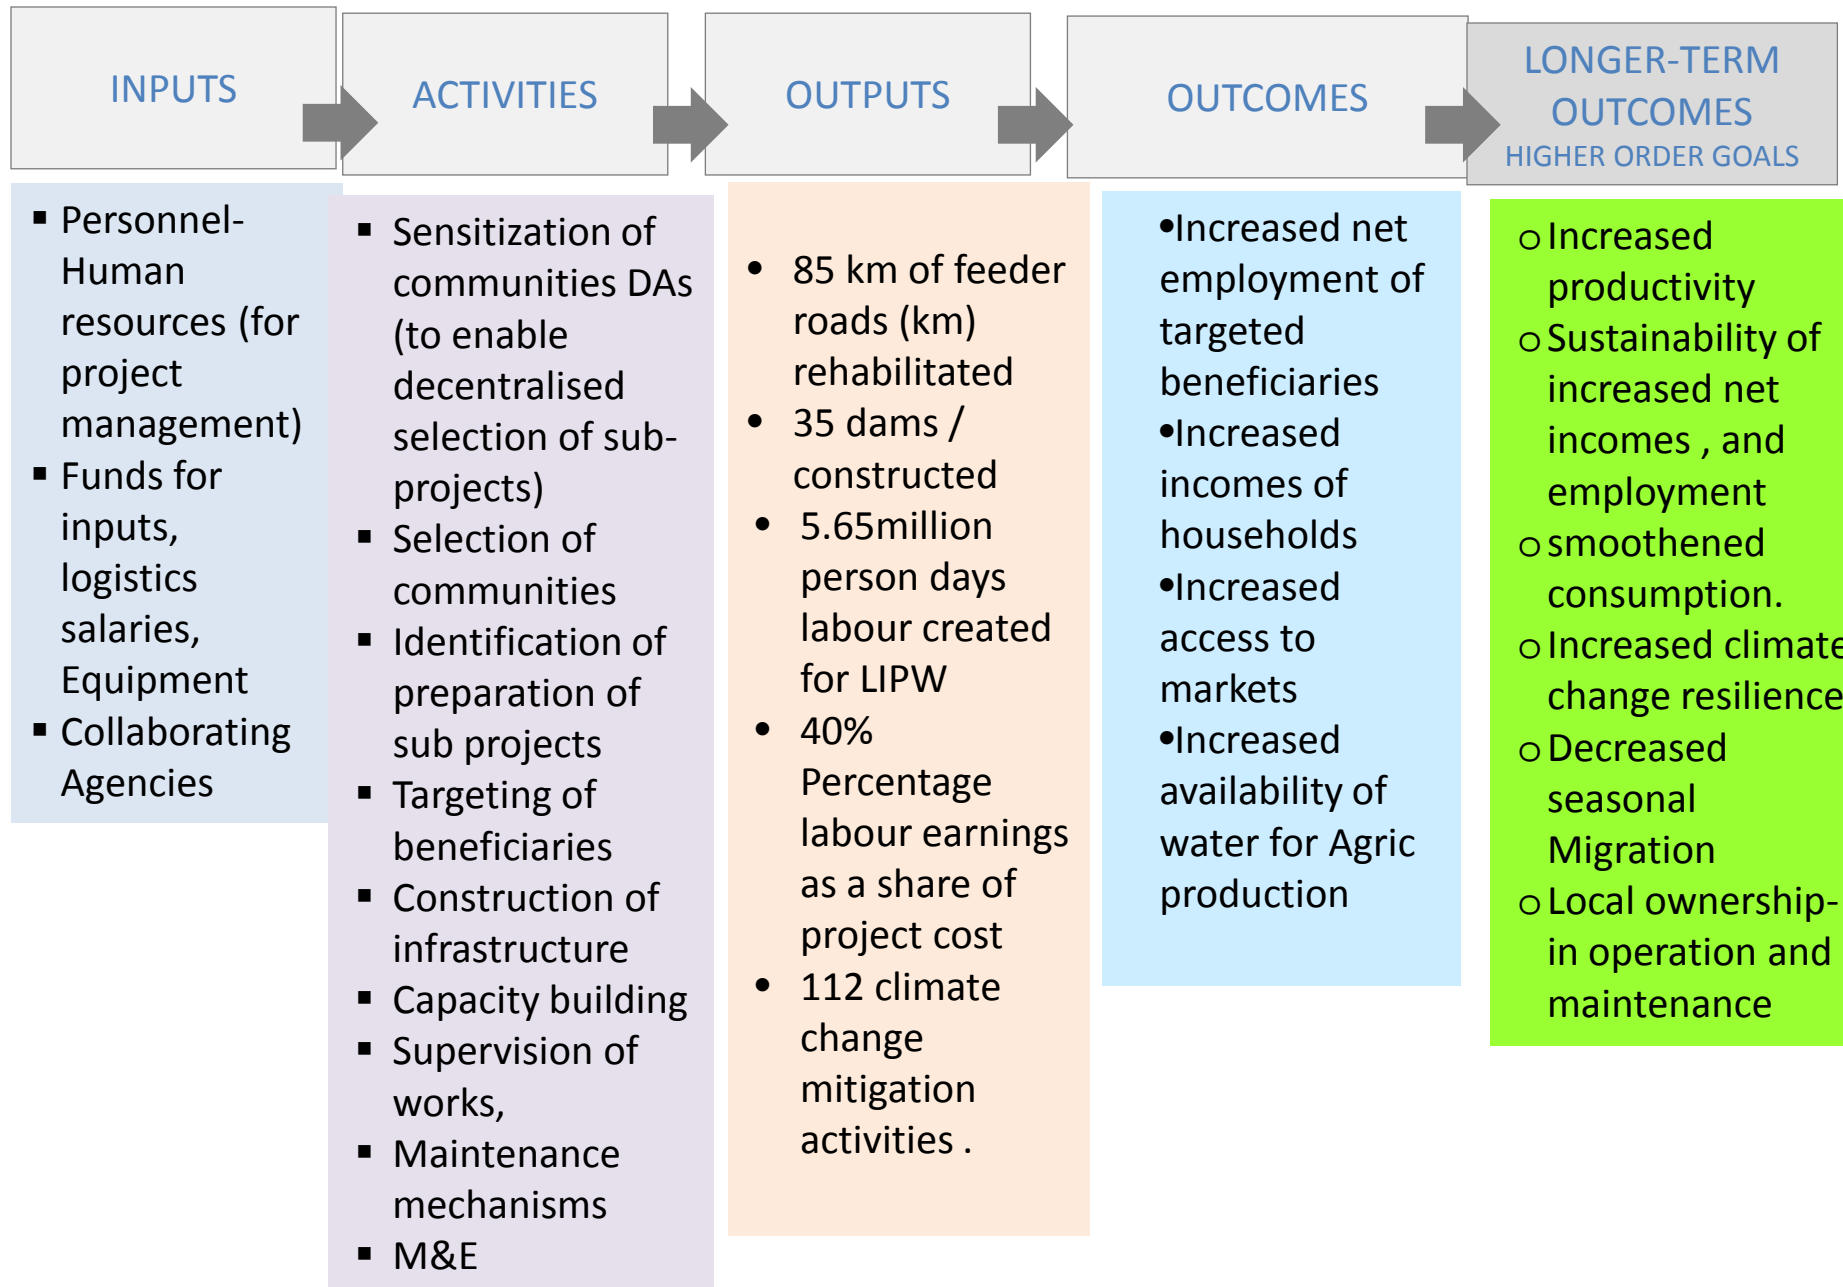 INPUTS
ACTIVITIES
OUTPUTS
OUTCOMES
LONGER-TERM
OUTCOMES
HIGHER ORDER GOALS
▪ Personnel-
Human
resources (for
project
management)
▪ Funds for
inputs,
logistics
salaries,
Equipment
▪ Collaborating
Agencies
▪ Sensitization of
communities DAs
(to enable
decentralised
selection of sub-
projects)
▪ Selection of
communities
▪ Identification of
preparation of
sub projects
▪ Targeting of
beneficiaries
▪ Construction of
infrastructure
▪ Capacity building
▪ Supervision of
works,
▪ Maintenance
mechanisms
▪ M&E
• 85 km of feeder
roads (km)
rehabilitated
• 35 dams /
constructed
• 5.65million
person days
labour created
for LIPW
• 40%
Percentage
labour earnings
as a share of
project cost
• 112 climate
change
mitigation
activities .
•Increased net
employment of
targeted
beneficiaries
•Increased
incomes of
households
•Increased
access to
markets
•Increased
availability of
water for Agric
production
o Increased
productivity
o Sustainability of
increased net
incomes , and
employment
o smoothened
consumption.
o Increased climate
change resilience
o Decreased
seasonal
Migration
o Local ownership-
in operation and
maintenance